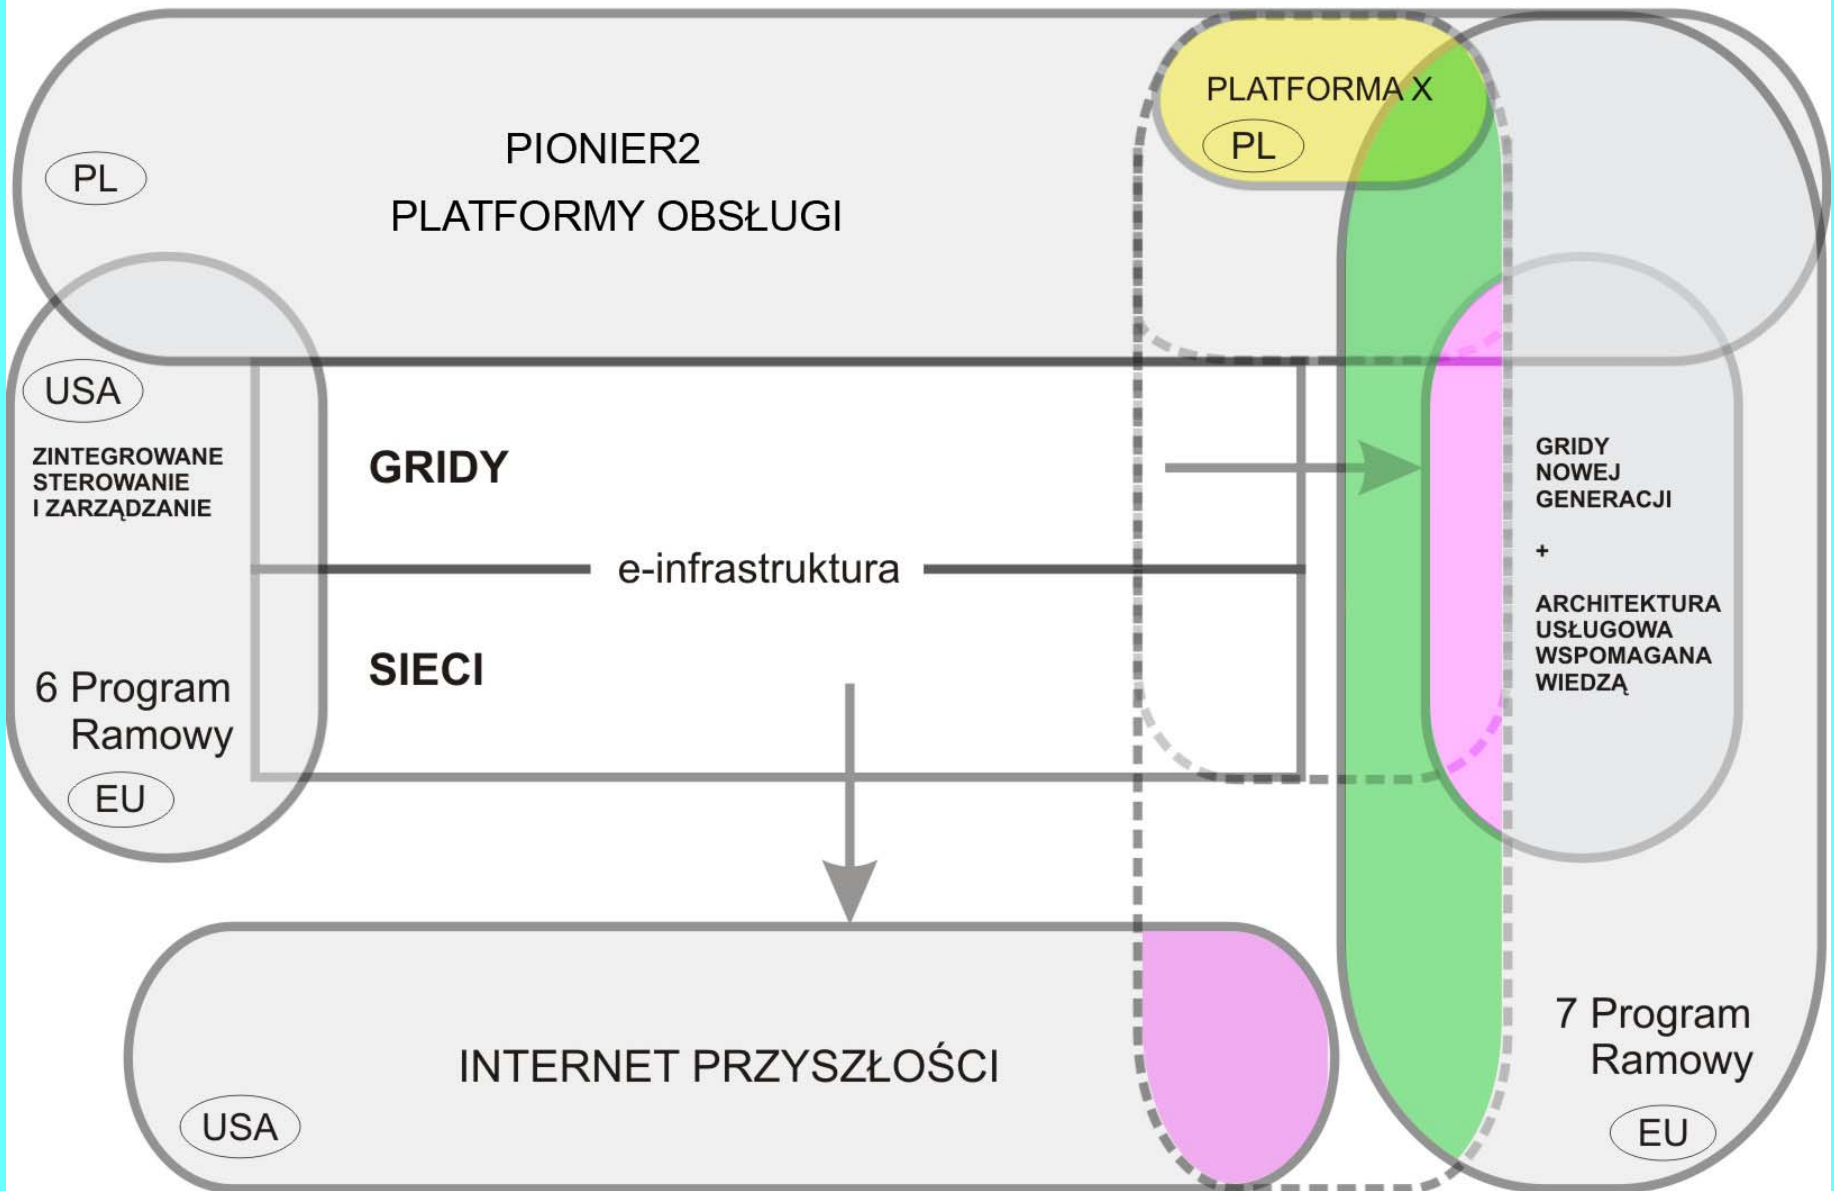 PLATFORMA X
PL
PIONIER2
PLATFORMY OBSŁUGI
PL
USA
ZINTEGROWANE
STEROWANIE
I ZARZĄDZANIE
6 Program
Ramowy
EU
GRIDY
e-infrastruktura
SIECI
GRIDY
NOWEJ
GENERACJI
+
ARCHITEKTURA
USŁUGOWA
WSPOMAGANA
WIEDZĄ
INTERNET PRZYSZŁOŚCI
USA
7 Program
Ramowy
EU